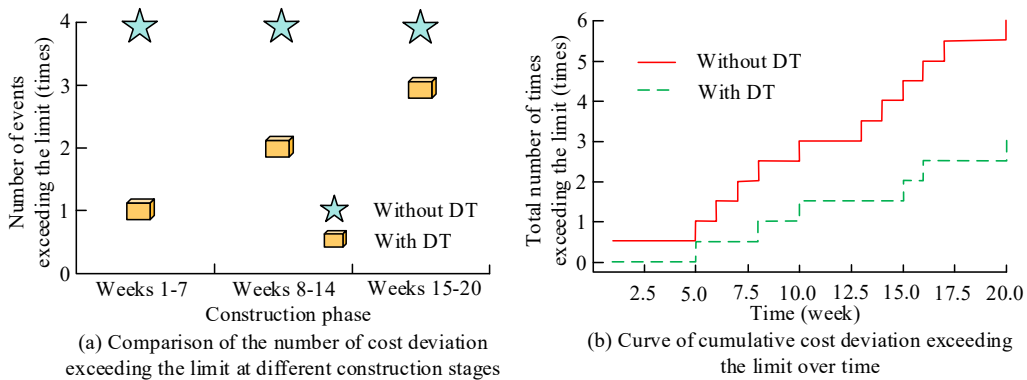 Number of events
exceeding the limit (times)
4
3
2
1
0
Without DT
With DT
Weeks 1-7
Weeks 8-14
Weeks 15-20
Construction phase
(a) Comparison of the number of cost deviation
exceeding the limit at different construction stages
Total number of times
exceeding the limit (times)
6
5
4
3
2
1
0
Without DT
With DT
2.5
5.0
7.5
10.0
12.5
15.0
17.5
20.0
Time (week)
(b) Curve of cumulative cost deviation exceeding
the limit over time